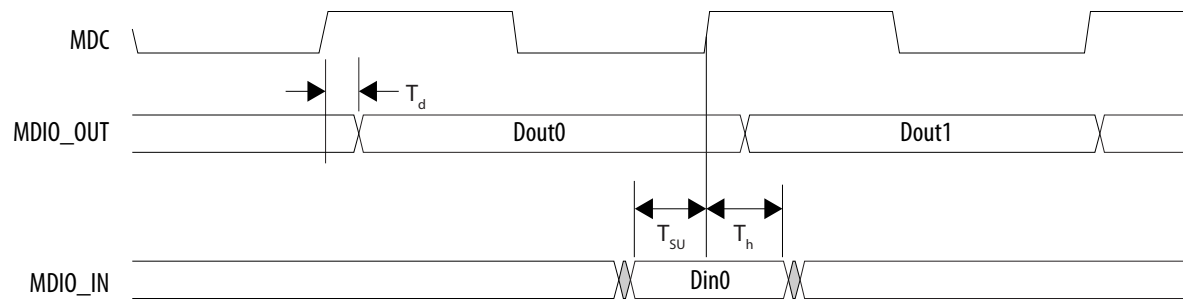 MDC
T_d
MDIO_OUT
Dout0
Dout1
T_SU
T_h
MDIO_IN
Din0